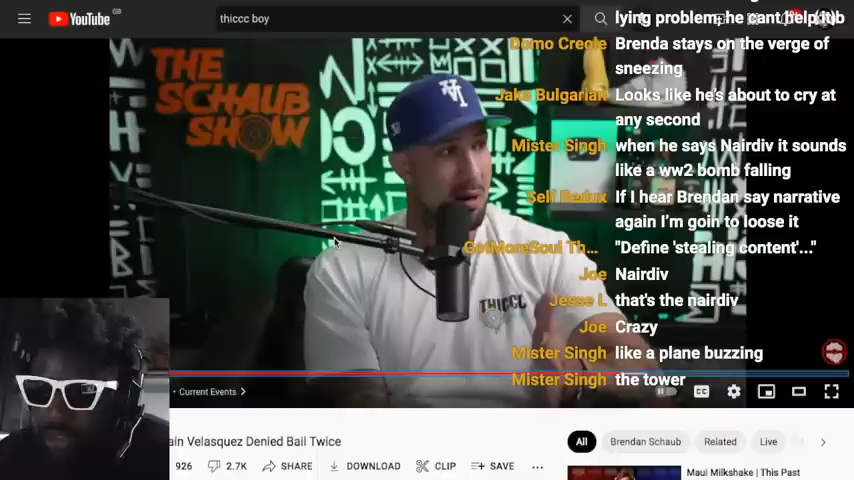 YouTube GB
thiccc boy
lying problem, he cant help it
Domo Creole Brenda stays on the verge of
sneezing
Jake Bulgarian Looks like he's about to cry at
any second
Mister Singh when he says Nairdiv it sounds
like a ww2 bomb falling
Self Redux If I hear Brendan say narrative
again I'm goin to loose it
GotMoreSoul Th... "Define 'stealing content'..."
Joe Nairdiv
Jesse L that's the nairdiv
Joe Crazy
Mister Singh like a plane buzzing
Mister Singh the tower
THE
SCHAUB
SHOW
THICCC
• Current Events
CC
ain Velasquez Denied Bail Twice
All Brendan Schaub Related Live
926 2.7K SHARE DOWNLOAD CLIP SAVE ...
Maui Milkshake | This Past